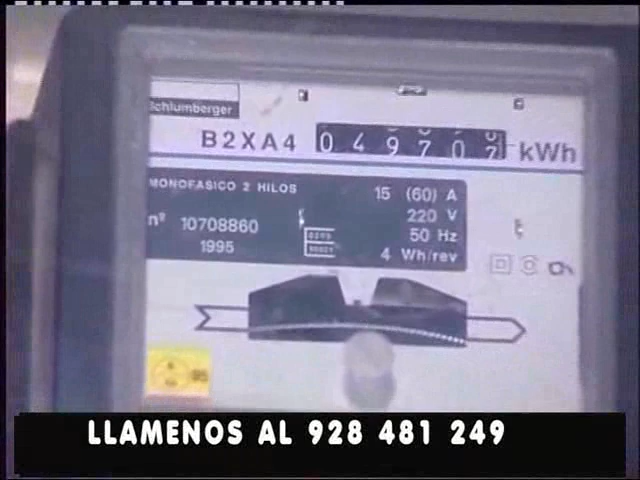 Schlumberger
B2XA4 049707 kWh
MONOFASICO 2 HILOS
15 (60) A
220 V
nº 10708860
50 Hz
1995
4 Wh/rev
LLAMENOS AL 928 481 249